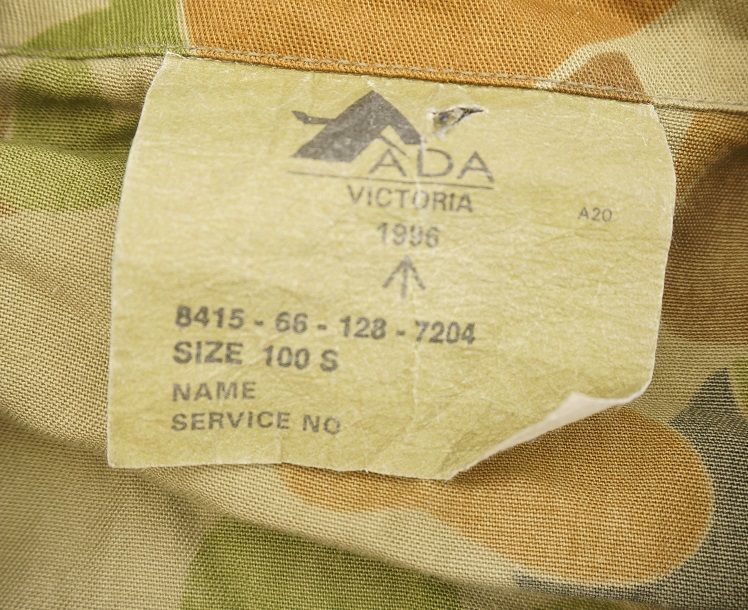 ADA
VICTORIA
A20
1996
8415 - 66 - 128 - 7204
SIZE 100 S
NAME
SERVICE NO